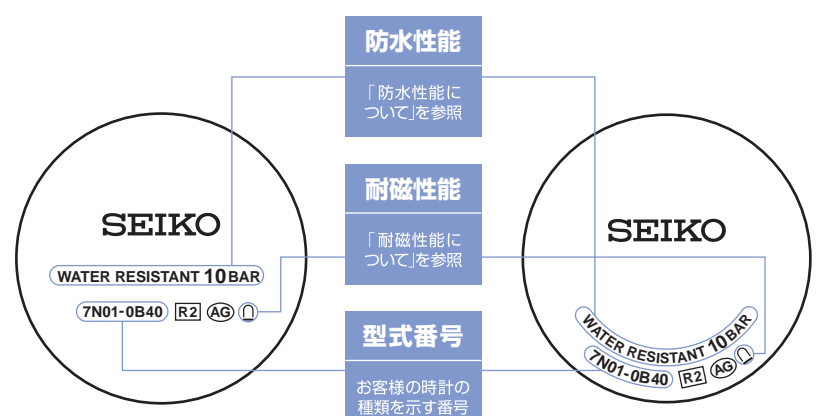 防水性能
「防水性能に
ついて」を参照
耐磁性能
「耐磁性能に
ついて」を参照
型式番号
お客様の時計の
種類を示す番号
SEIKO
WATER RESISTANT 10 BAR
7N01-0B40 R2 AG
SEIKO
WATER RESISTANT 10 BAR
7N01-0B40 R2 AG